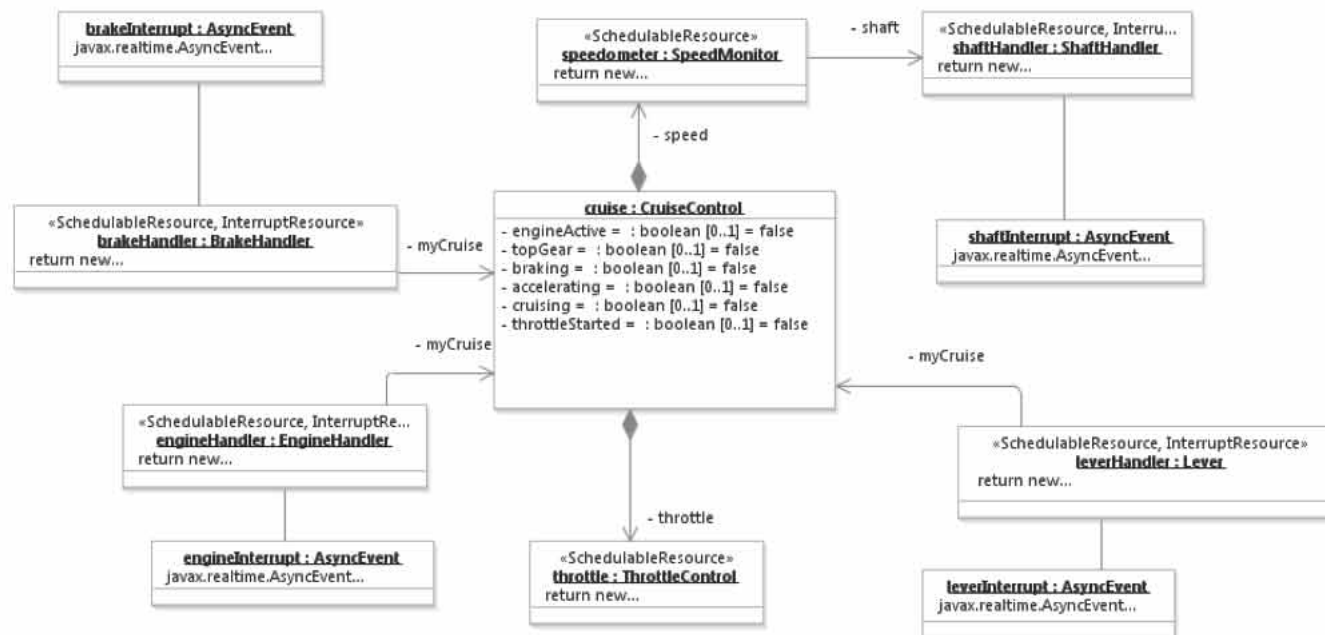 brakeInterrupt : AsyncEvent
javax.realtime.AsyncEvent...
«SchedulableResource»
speedometer : SpeedMonitor
return new...
- shaft
«SchedulableResource, Interru...
shaftHandler : ShaftHandler
return new...
- speed
«SchedulableResource, InterruptResource»
brakeHandler : BrakeHandler
return new...
- myCruise
cruise : CruiseControl
- engineActive = : boolean [0..1] = false
- topGear = : boolean [0..1] = false
- braking = : boolean [0..1] = false
- accelerating = : boolean [0..1] = false
- cruising = : boolean [0..1] = false
- throttleStarted = : boolean [0..1] = false
shaftInterrupt : AsyncEvent
javax.realtime.AsyncEvent...
- myCruise
- myCruise
«SchedulableResource, InterruptRe...
engineHandler : EngineHandler
return new...
«SchedulableResource, InterruptResource»
leverHandler : Lever
return new...
- throttle
engineInterrupt : AsyncEvent
javax.realtime.AsyncEvent...
«SchedulableResource»
throttle : ThrottleControl
return new...
leverInterrupt : AsyncEvent
javax.realtime.AsyncEvent...